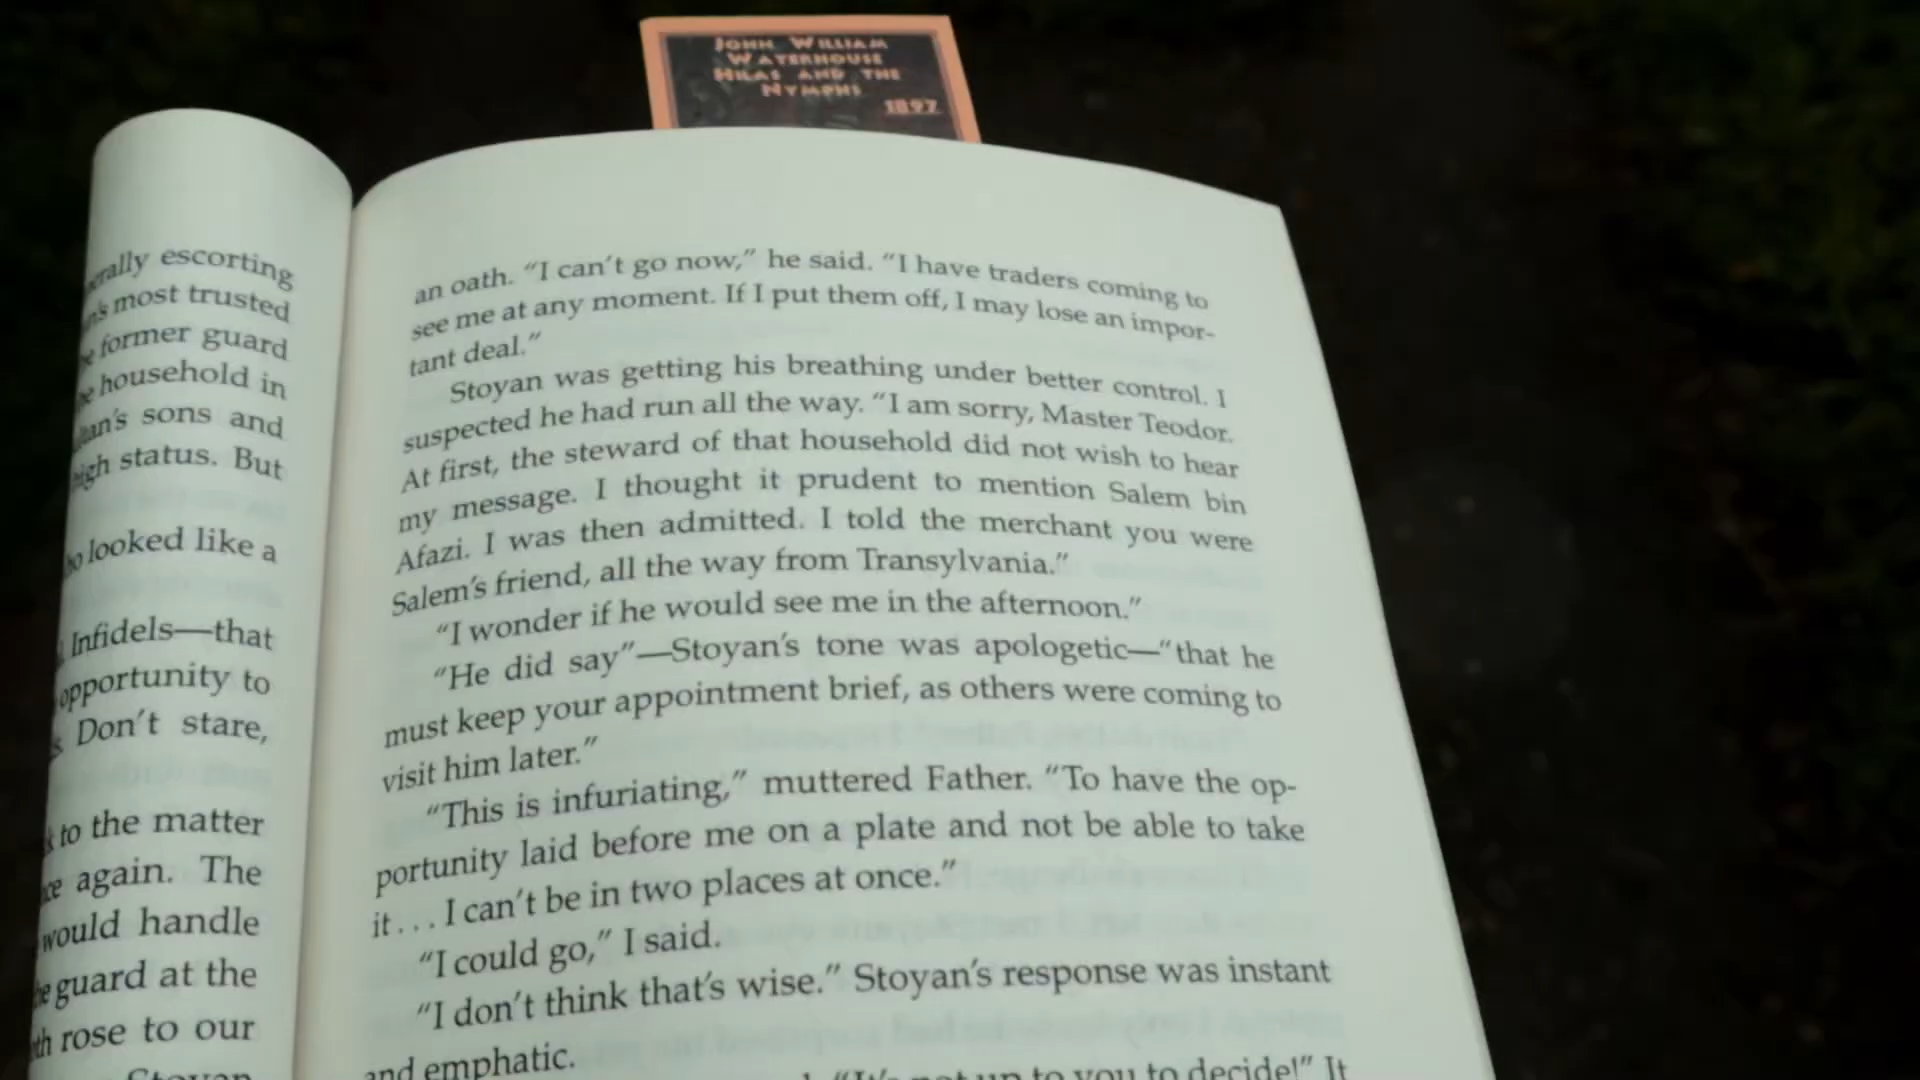 JOHN WILLIAM
WATERHOUSE
HILAS AND THE
NYMPHS
1897
escorting
most trusted
former guard
household in
sons and
status. But
looked like a
Infidels—that
opportunity to
Don't stare,
to the matter
again. The
would handle
guard at the
rose to our
Stoyan
an oath. "I can't go now," he said. "I have traders coming to
see me at any moment. If I put them off, I may lose an impor-
tant deal."
Stoyan was getting his breathing under better control. I
suspected he had run all the way. "I am sorry, Master Teodor.
At first, the steward of that household did not wish to hear
my message. I thought it prudent to mention Salem bin
Afazi. I was then admitted. I told the merchant you were
Salem's friend, all the way from Transylvania."
"I wonder if he would see me in the afternoon."
"He did say"—Stoyan's tone was apologetic—"that he
must keep your appointment brief, as others were coming to
visit him later."
"This is infuriating," muttered Father. "To have the op-
portunity laid before me on a plate and not be able to take
it . . . I can't be in two places at once."
"I could go," I said.
"I don't think that's wise." Stoyan's response was instant
and emphatic.
"It's not up to you to decide!" It